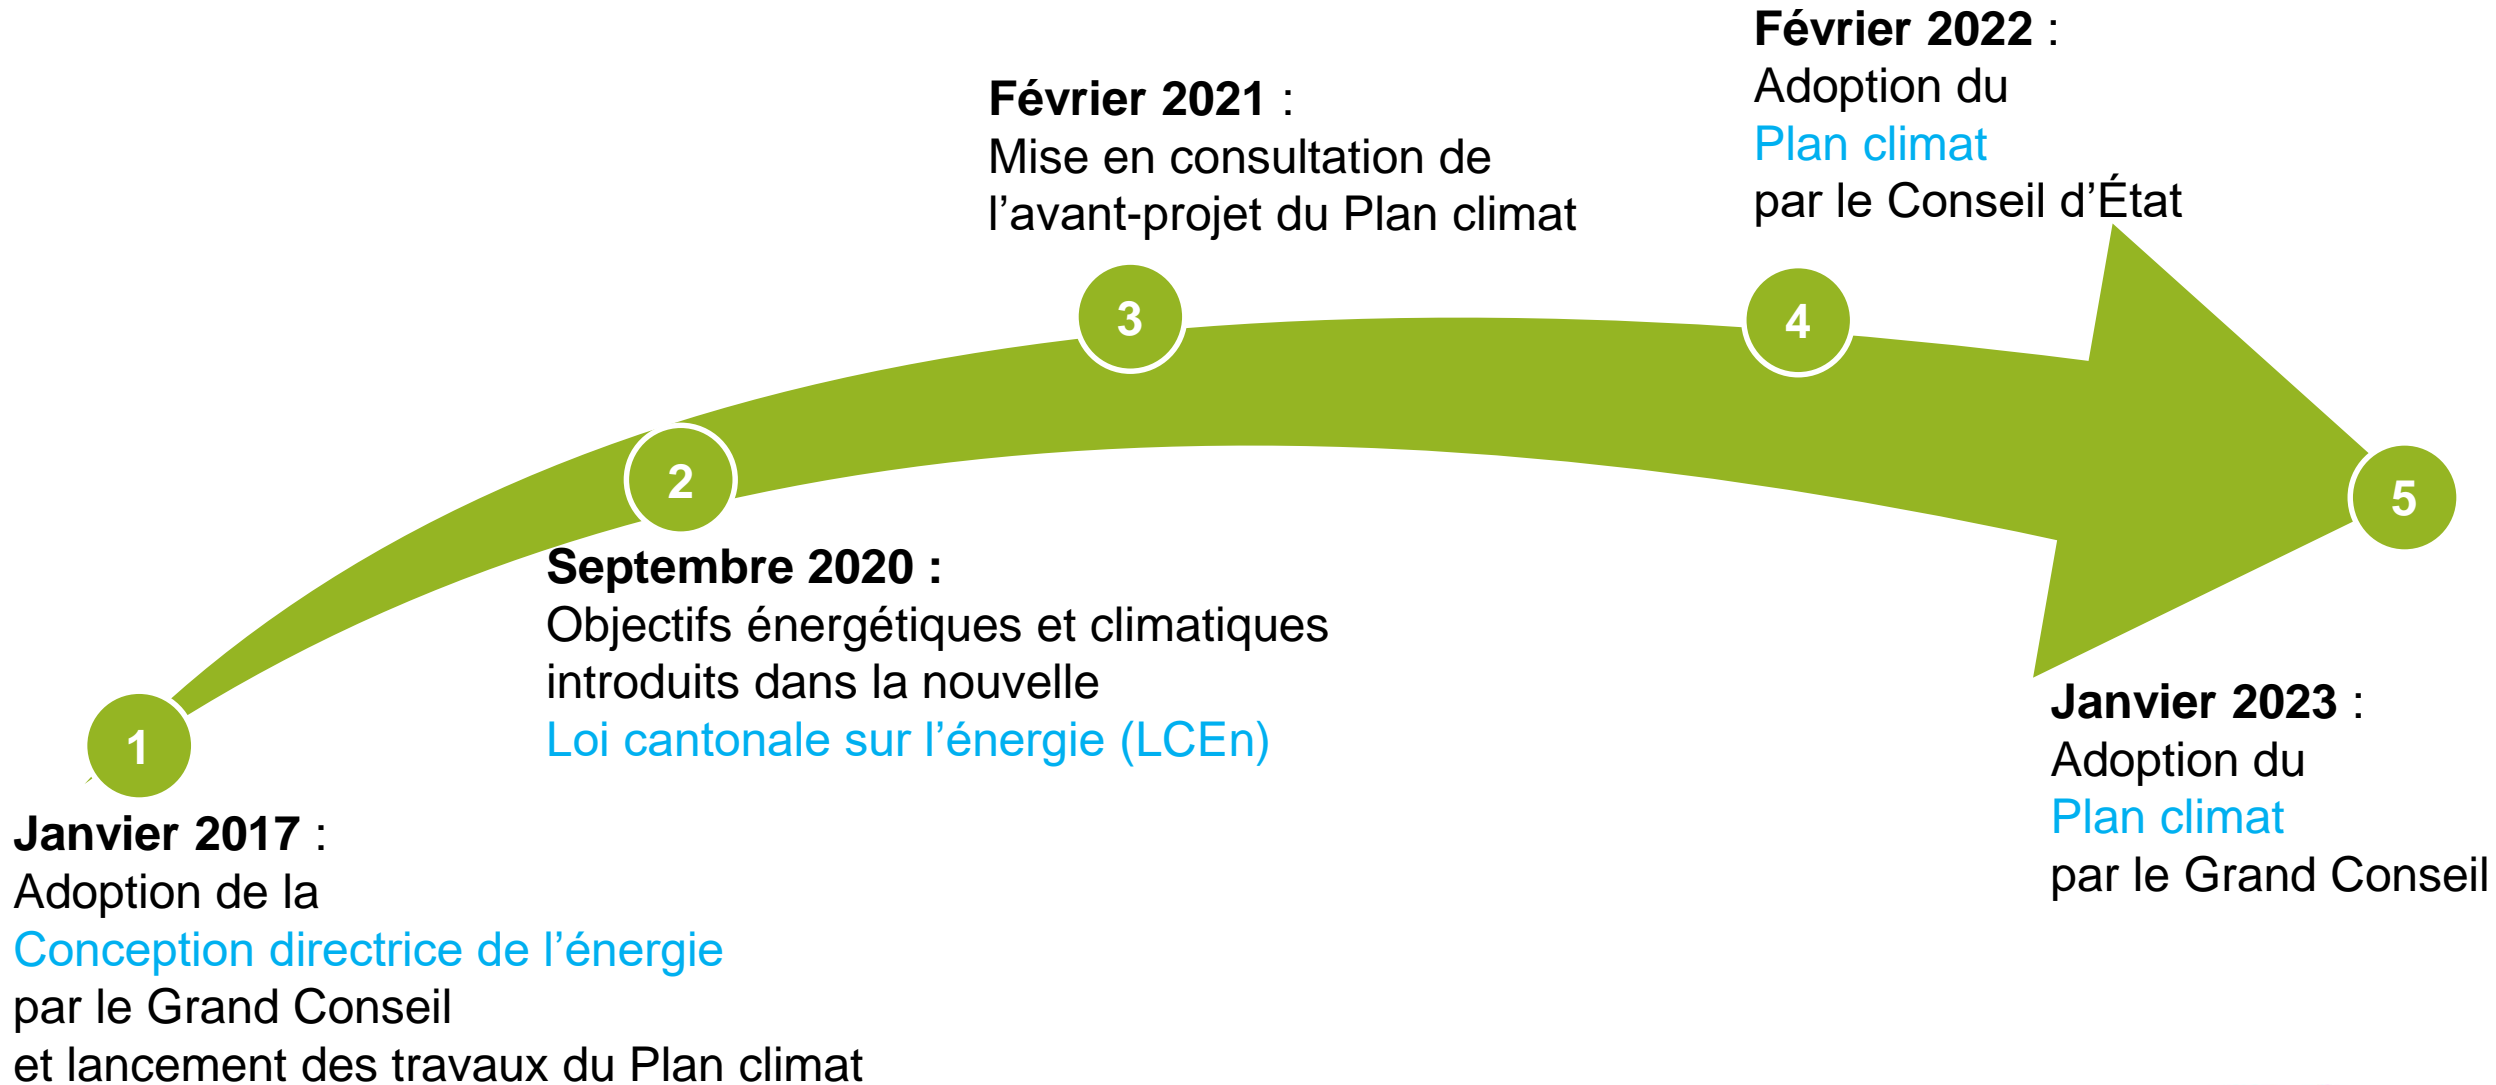 1
Janvier 2017 :
Adoption de la
Conception directrice de l’énergie
par le Grand Conseil
et lancement des travaux du Plan climat
2
Septembre 2020 :
Objectifs énergétiques et climatiques
introduits dans la nouvelle
Loi cantonale sur l’énergie (LCEn)
3
Février 2021 :
Mise en consultation de
l’avant-projet du Plan climat
4
Février 2022 :
Adoption du
Plan climat
par le Conseil d’État
5
Janvier 2023 :
Adoption du
Plan climat
par le Grand Conseil